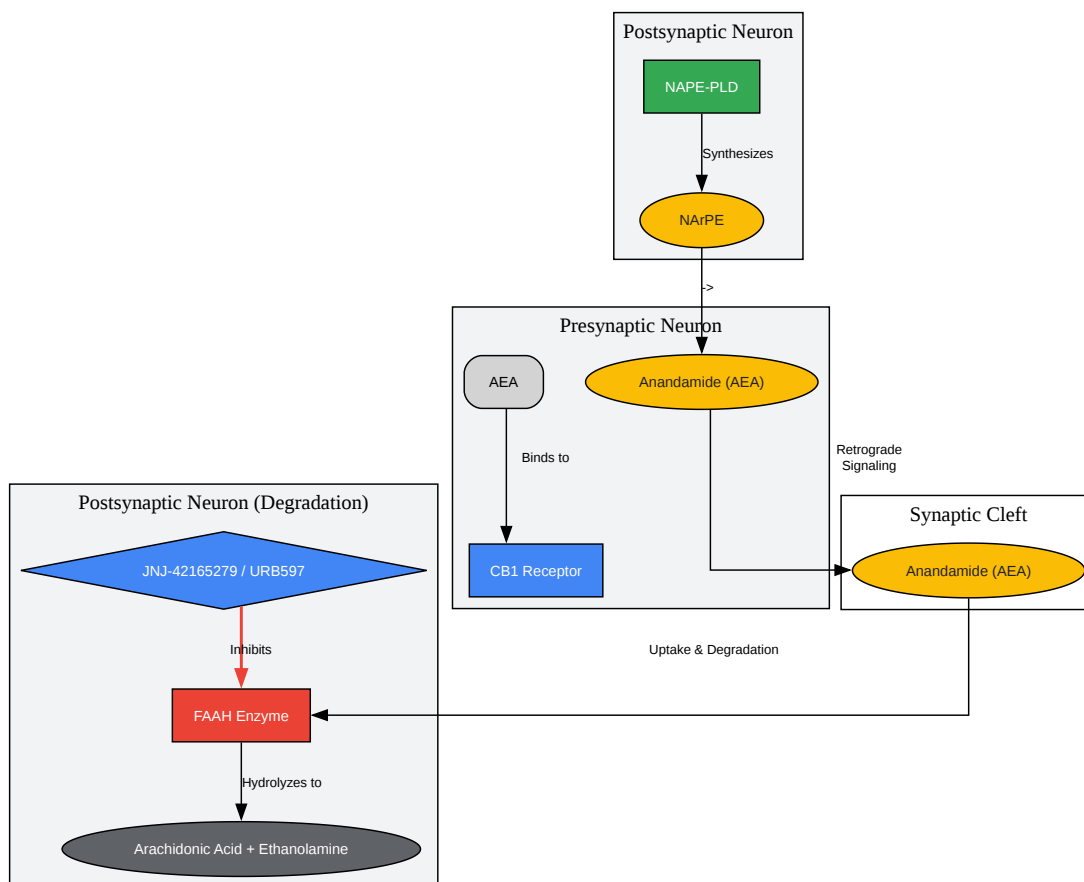 Postsynaptic Neuron
NAPE-PLD
Synthesizes
NArPE
->
Presynaptic Neuron
AEA
Anandamide (AEA)
Binds to
CB1 Receptor
Retrograde
Signaling
Synaptic Cleft
Anandamide (AEA)
Uptake & Degradation
Postsynaptic Neuron (Degradation)
JNJ-42165279 / URB597
Inhibits
FAAH Enzyme
Hydrolyzes to
Arachidonic Acid + Ethanolamine